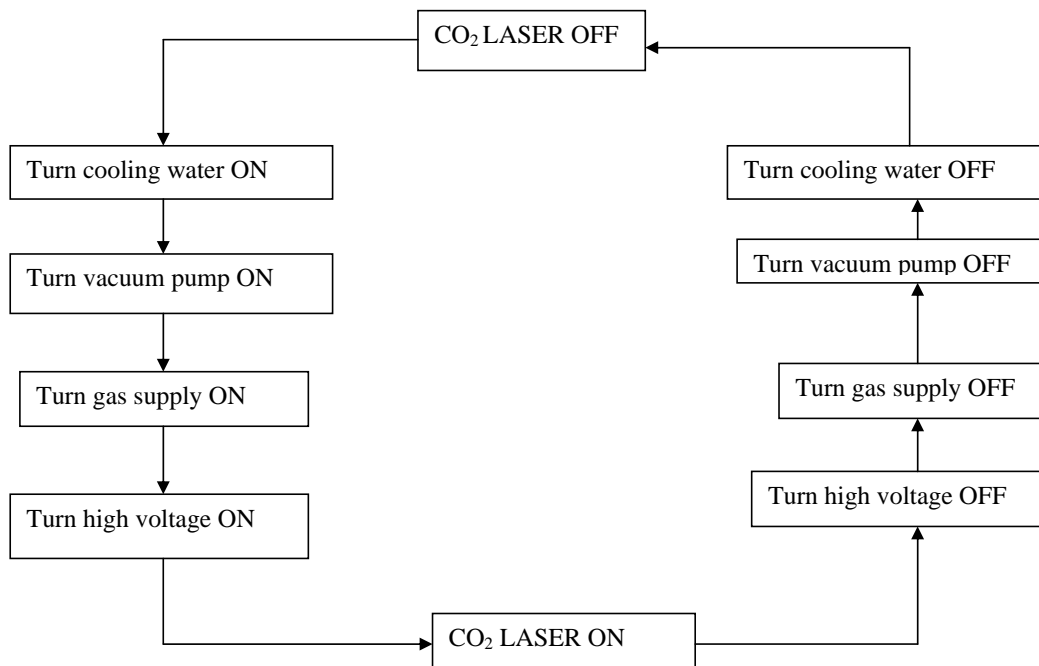 CO₂ LASER OFF
Turn cooling water ON
Turn vacuum pump ON
Turn gas supply ON
Turn high voltage ON
CO₂ LASER ON
Turn high voltage OFF
Turn gas supply OFF
Turn vacuum pump OFF
Turn cooling water OFF